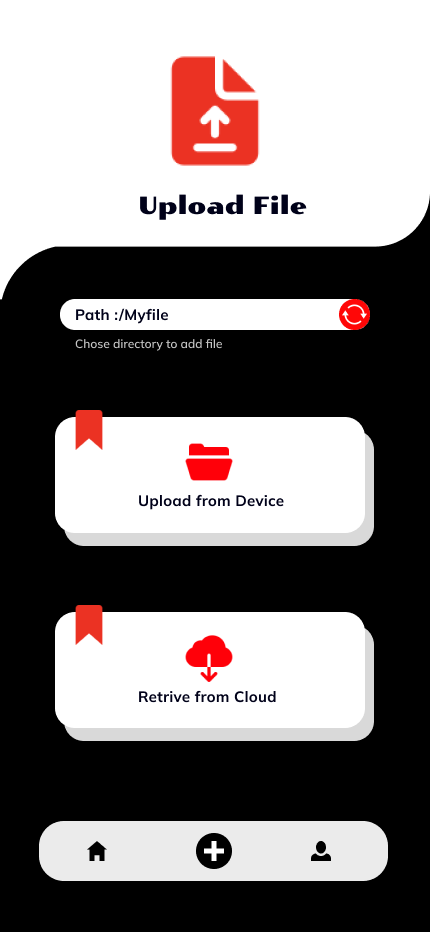 Upload File
Path :/Myfile
Chose directory to add file
Upload from Device
Retrive from Cloud